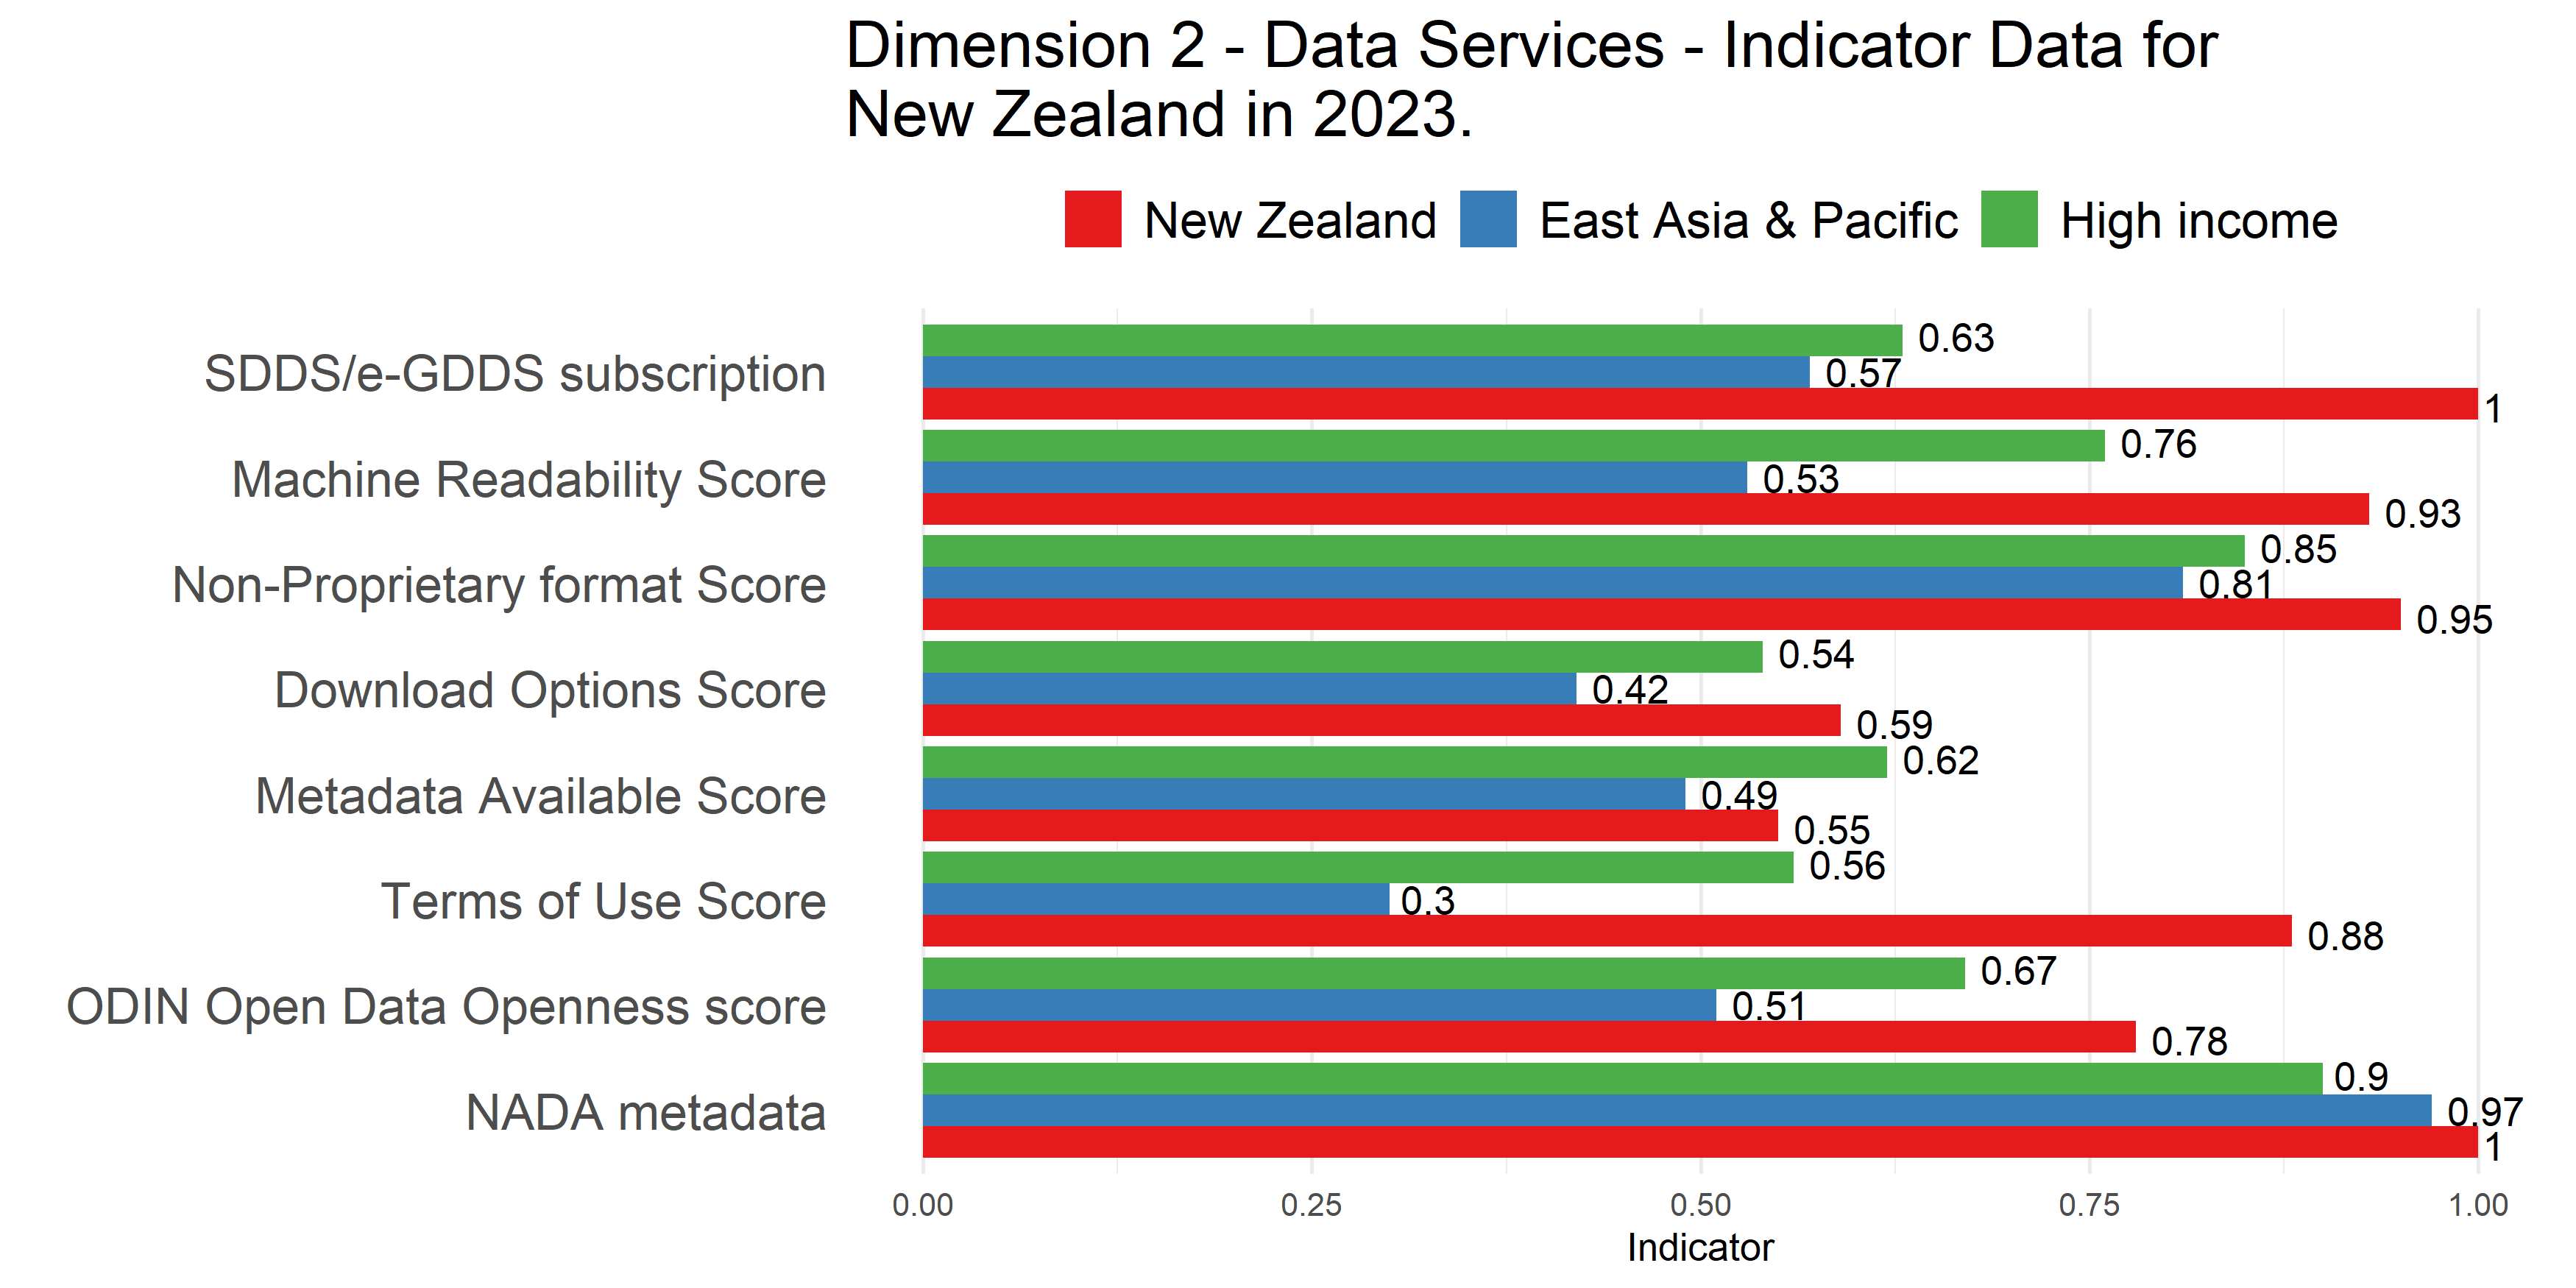 Dimension 2 - Data Services - Indicator Data for
New Zealand in 2023.
New Zealand East Asia & Pacific High income
SDDS/e-GDDS subscription
0.63
0.57
1
Machine Readability Score
0.76
0.53
0.93
Non-Proprietary format Score
0.85
0.81
0.95
Download Options Score
0.54
0.42
0.59
Metadata Available Score
0.62
0.49
0.55
Terms of Use Score
0.56
0.3
0.88
ODIN Open Data Openness score
0.67
0.51
0.78
NADA metadata
0.9
0.97
1
0.00 0.25 0.50 0.75 1.00
Indicator